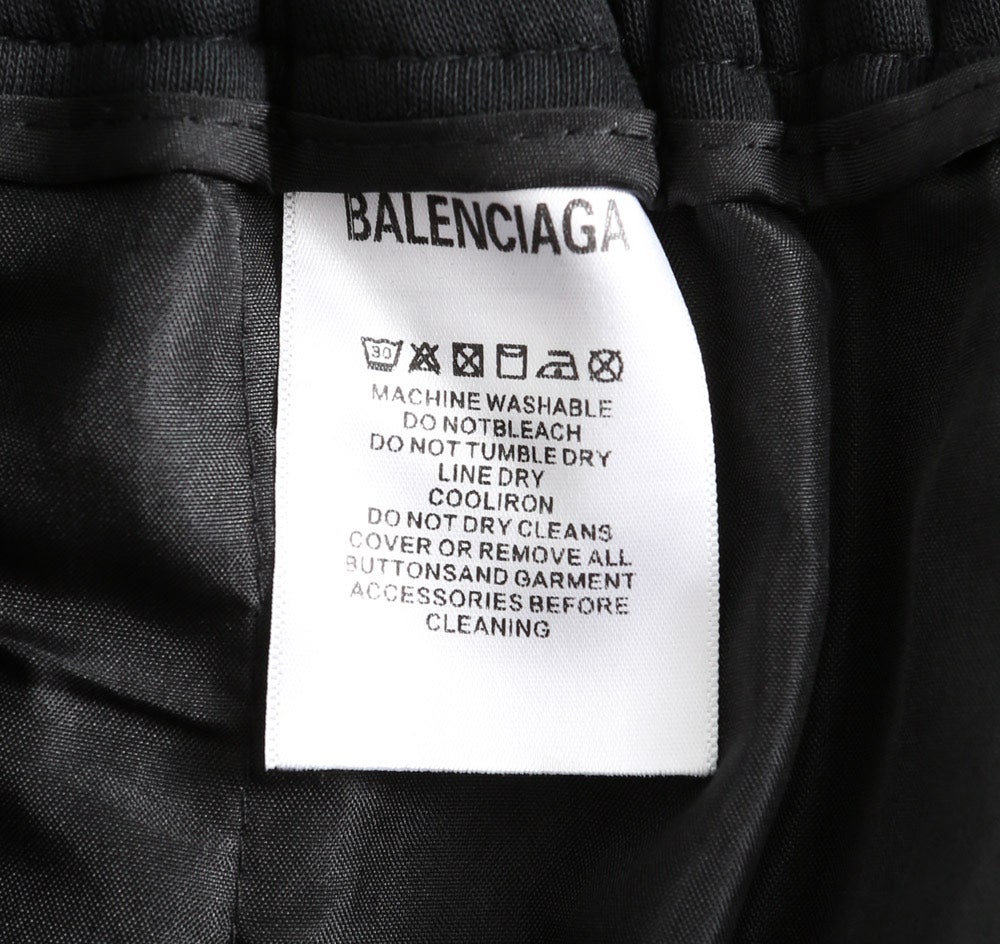 BALENCIAGA
30
MACHINE WASHABLE
DO NOTBLEACH
DO NOT TUMBLE DRY
LINE DRY
COOLIRON
DO NOT DRY CLEANS
COVER OR REMOVE ALL
BUTTONSAND GARMENT
ACCESSORIES BEFORE
CLEANING